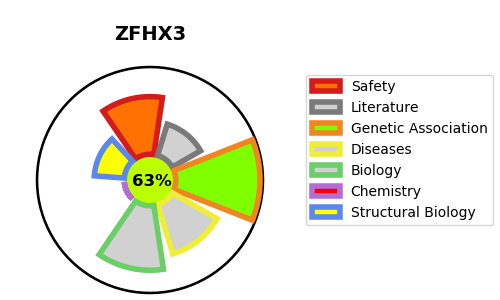 ZFHX3
63%
Safety
Literature
Genetic Association
Diseases
Biology
Chemistry
Structural Biology